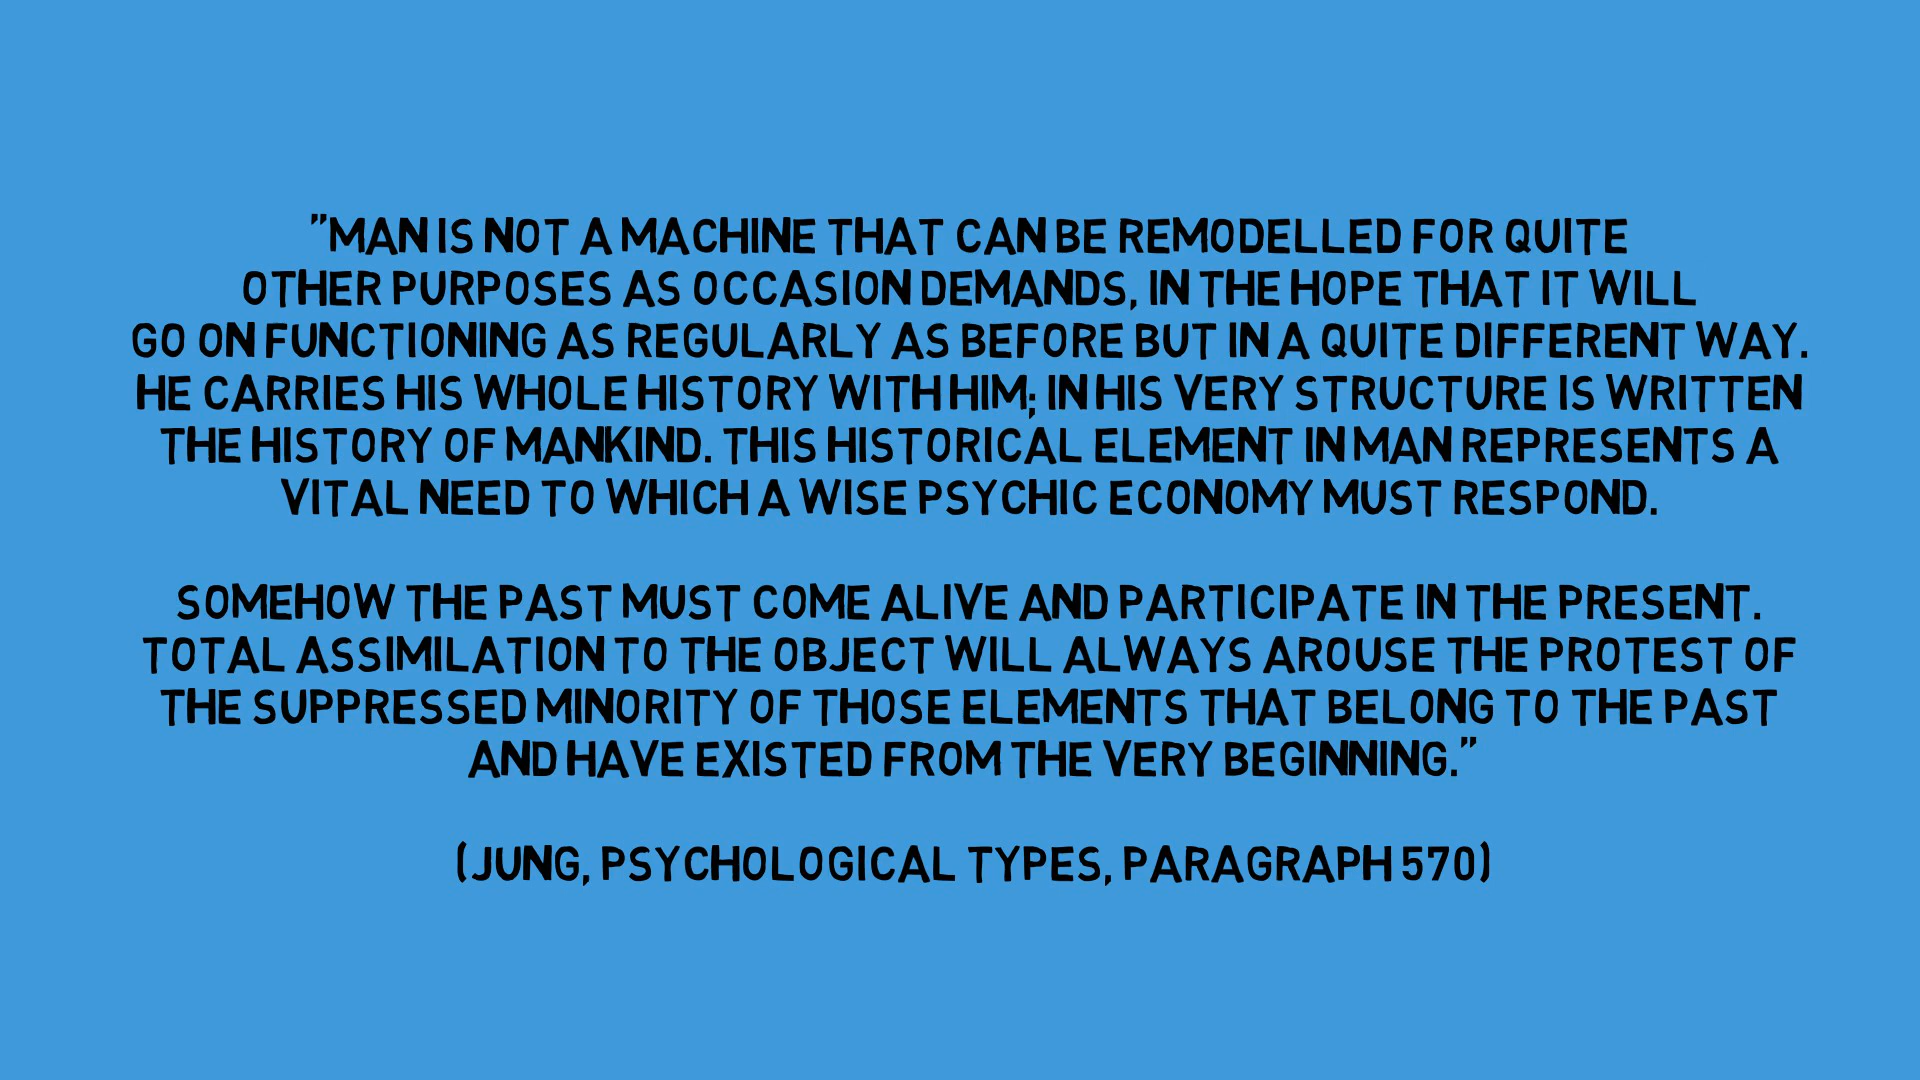 "MAN IS NOT A MACHINE THAT CAN BE REMODELLED FOR QUITE
OTHER PURPOSES AS OCCASION DEMANDS, IN THE HOPE THAT IT WILL
GO ON FUNCTIONING AS REGULARLY AS BEFORE BUT IN A QUITE DIFFERENT WAY.
HE CARRIES HIS WHOLE HISTORY WITH HIM; IN HIS VERY STRUCTURE IS WRITTEN
THE HISTORY OF MANKIND. THIS HISTORICAL ELEMENT IN MAN REPRESENTS A
VITAL NEED TO WHICH A WISE PSYCHIC ECONOMY MUST RESPOND.
SOMEHOW THE PAST MUST COME ALIVE AND PARTICIPATE IN THE PRESENT.
TOTAL ASSIMILATION TO THE OBJECT WILL ALWAYS AROUSE THE PROTEST OF
THE SUPPRESSED MINORITY OF THOSE ELEMENTS THAT BELONG TO THE PAST
AND HAVE EXISTED FROM THE VERY BEGINNING."
(JUNG, PSYCHOLOGICAL TYPES, PARAGRAPH 570)